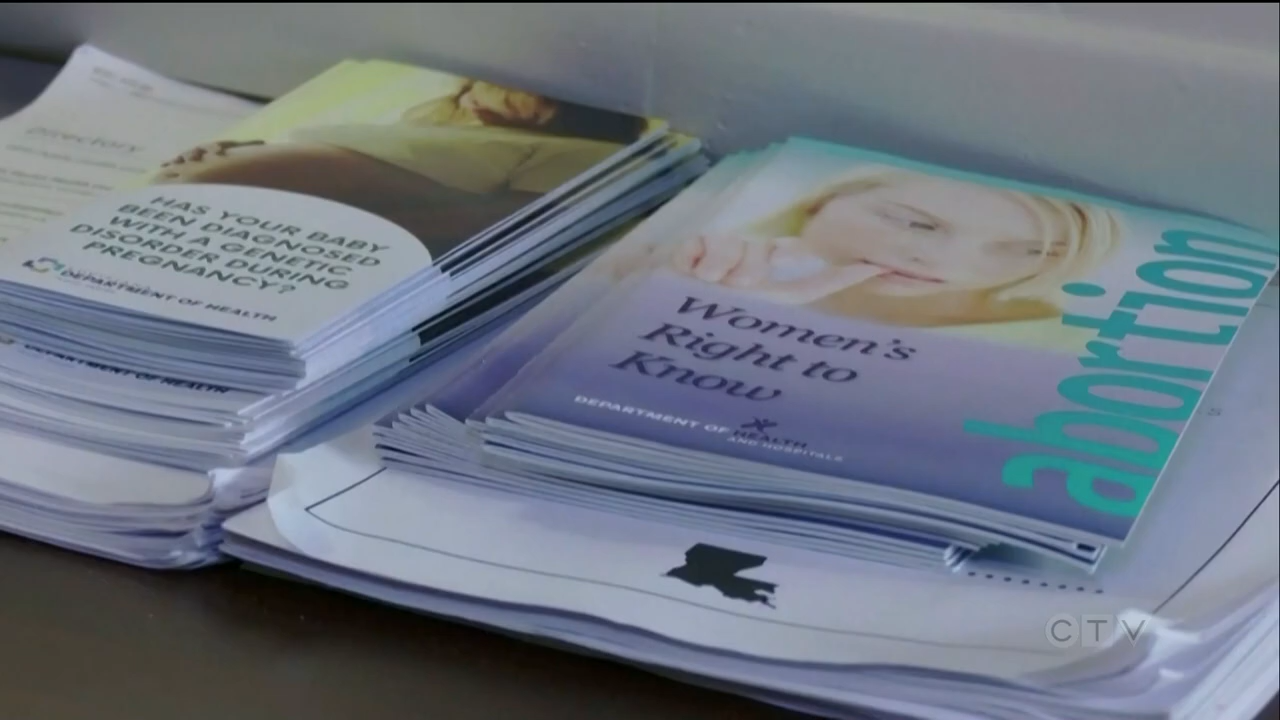 Directory
HAS YOUR BABY
BEEN DIAGNOSED
WITH A GENETIC
DISORDER DURING
PREGNANCY?
DEPARTMENT OF HEALTH
DEPARTMENT OF HEALTH
Women's
Right to
Know
DEPARTMENT OF HEALTH
AND HOSPITALS
abortion
CTV